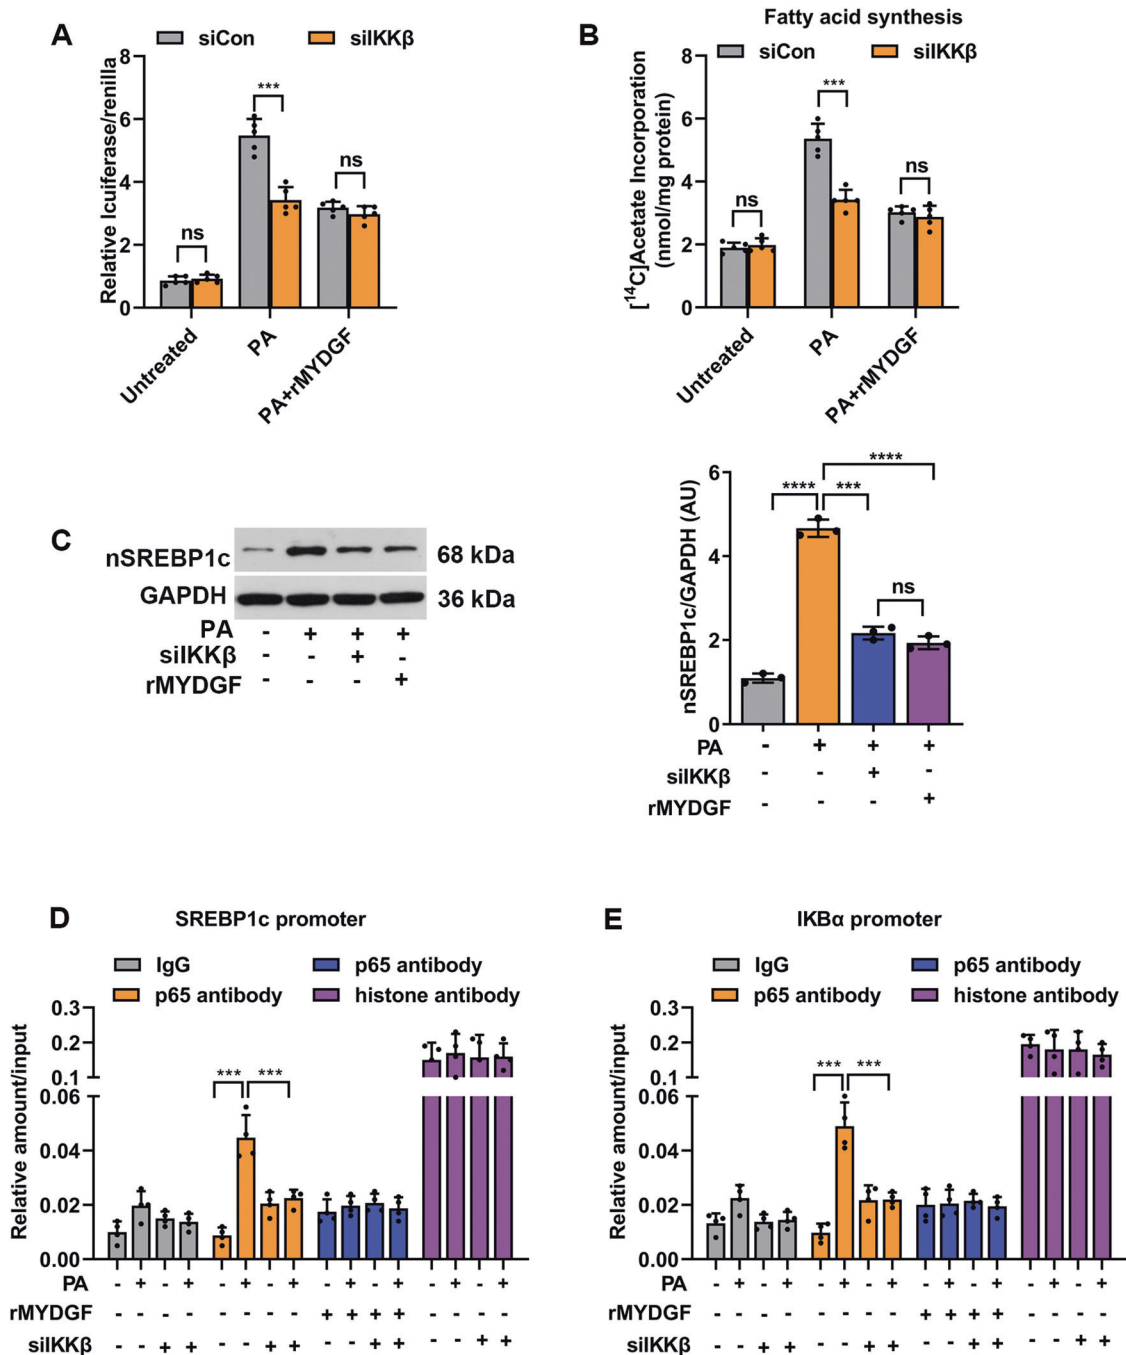 A
siCon
siIKKβ
Relative lcuiferase/renilla
8
6
4
2
0
ns
***
ns
Untreated
PA
PA+rMYDGF
B
Fatty acid synthesis
siCon
siIKKβ
[¹⁴C]Acetate Incorporation
(nmol/mg protein)
8
6
4
2
0
ns
***
ns
Untreated
PA
PA+rMYDGF
C
nSREBP1c
68 kDa
GAPDH
36 kDa
PA - + + +
siIKKβ - - + -
rMYDGF - - - +
nSREBP1c/GAPDH (AU)
6
4
2
0
****
**** ***
ns
PA - + + +
siIKKβ - - + -
rMYDGF - - - +
D
SREBP1c promoter
IgG
p65 antibody
p65 antibody
histone antibody
Relative amount/input
0.3
0.2
0.1
0.06
0.04
0.02
0.00
*** ***
PA - + - + - + - + - + - + - + - +
rMYDGF - - - - - - - - + + + + - - - -
siIKKβ - - + + - - + + - - + + - - + +
E
IKBα promoter
IgG
p65 antibody
p65 antibody
histone antibody
Relative amount/input
0.3
0.2
0.1
0.06
0.04
0.02
0.00
*** ***
PA - + - + - + - + - + - + - + - +
rMYDGF - - - - - - - - + + + + - - - -
siIKKβ - - + + - - + + - - + + - - + +